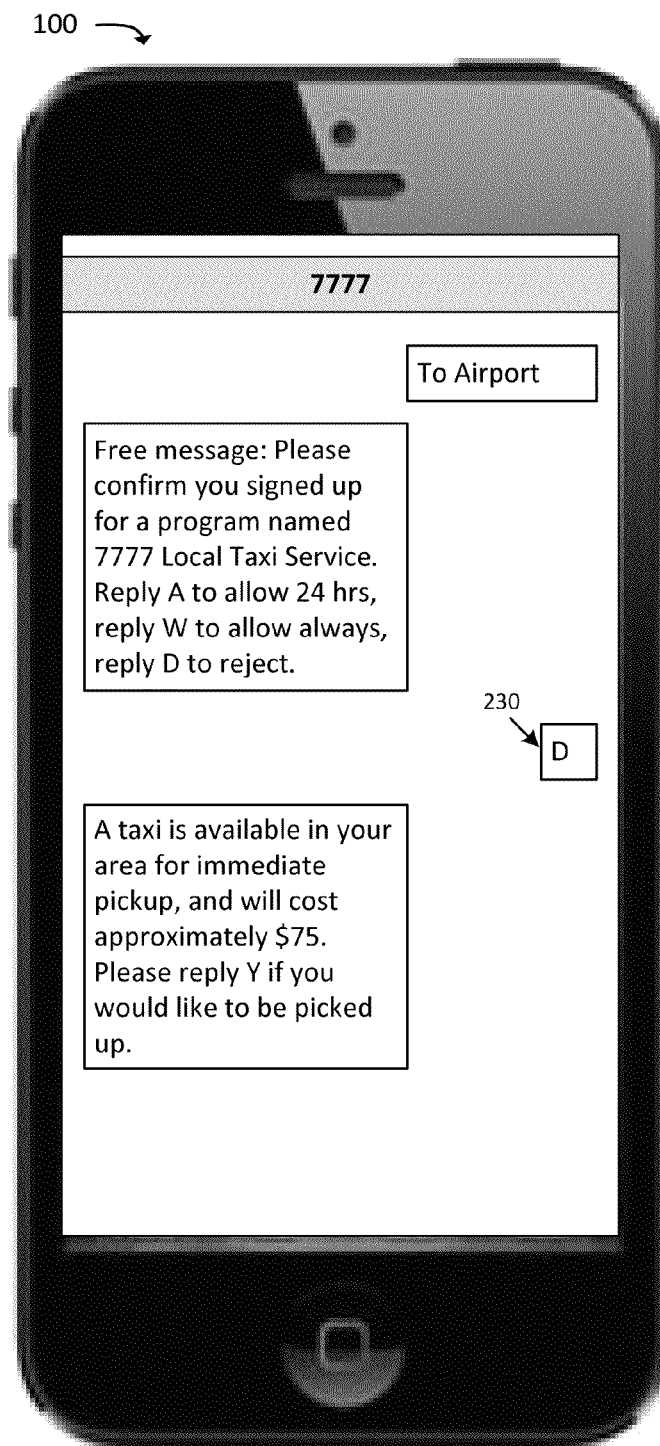 100
7777
To Airport
Free message: Please
confirm you signed up
for a program named
7777 Local Taxi Service.
Reply A to allow 24 hrs,
reply W to allow always,
reply D to reject.
230
D
A taxi is available in your
area for immediate
pickup, and will cost
approximately $75.
Please reply Y if you
would like to be picked
up.